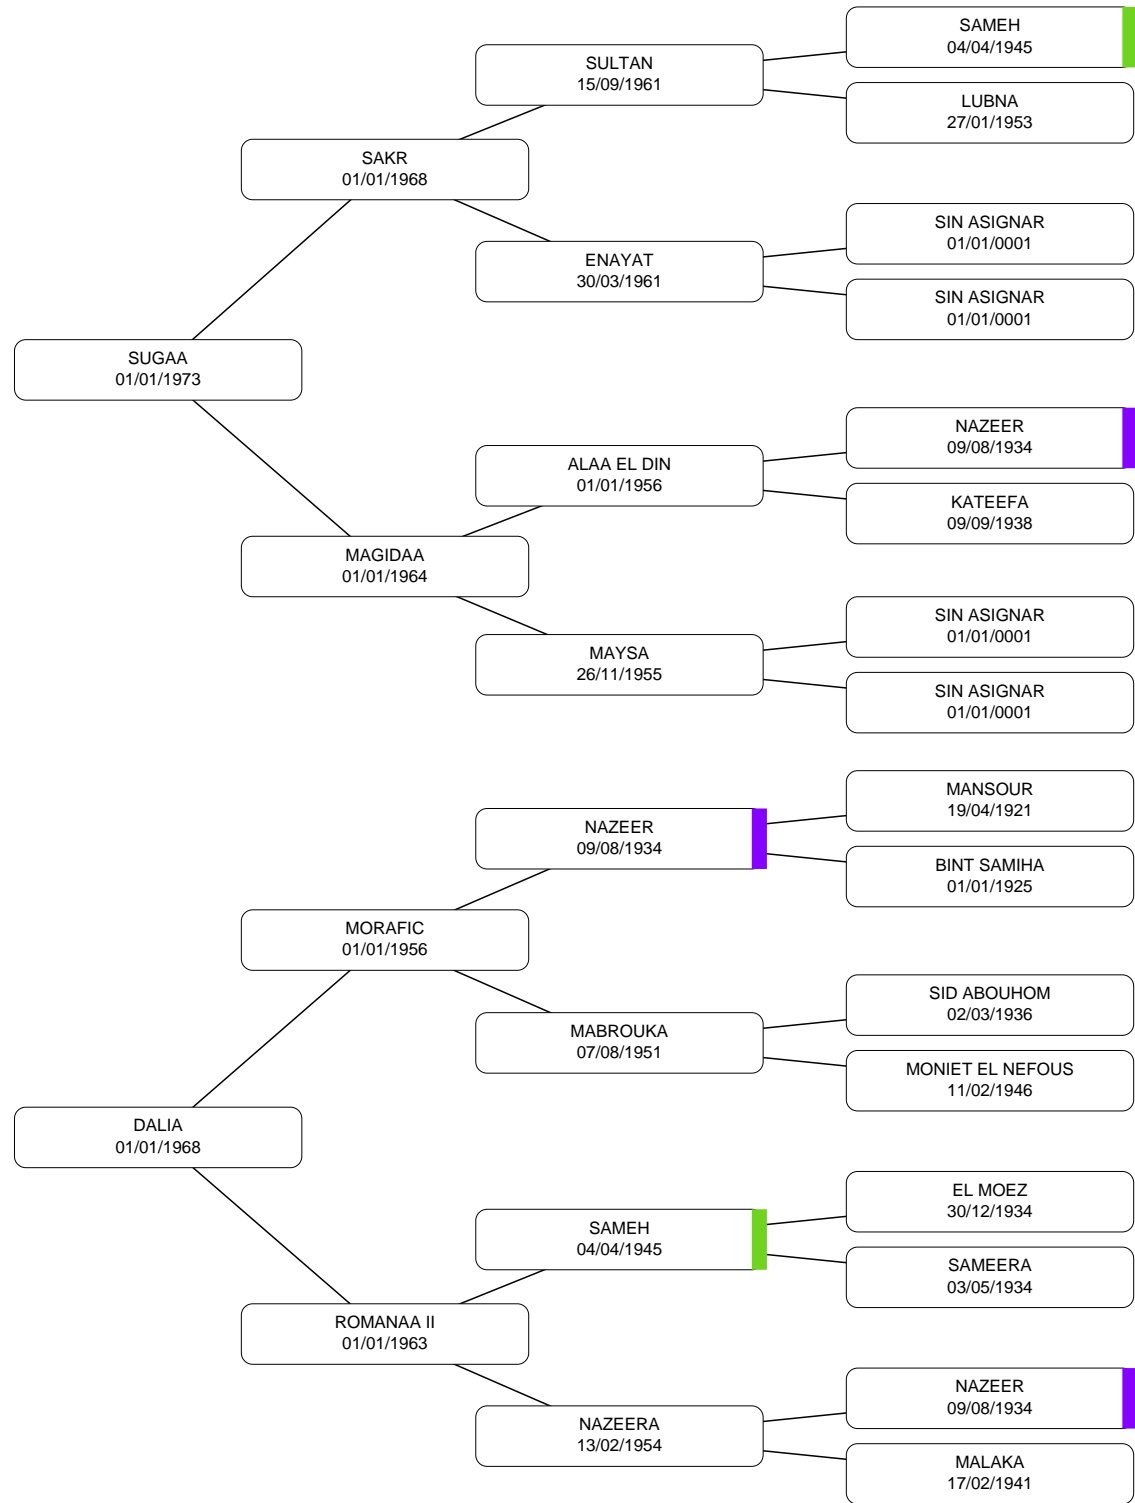 SAMEH
04/04/1945
SULTAN
15/09/1961
LUBNA
27/01/1953
SAKR
01/01/1968
SIN ASIGNAR
01/01/0001
ENAYAT
30/03/1961
SIN ASIGNAR
01/01/0001
SUGAA
01/01/1973
NAZEER
09/08/1934
ALAA EL DIN
01/01/1956
KATEEFA
09/09/1938
MAGIDAA
01/01/1964
SIN ASIGNAR
01/01/0001
MAYSA
26/11/1955
SIN ASIGNAR
01/01/0001
MANSOUR
19/04/1921
NAZEER
09/08/1934
BINT SAMIHA
01/01/1925
MORAFIC
01/01/1956
SID ABOUHOM
02/03/1936
MABROUKA
07/08/1951
MONIET EL NEFOUS
11/02/1946
DALIA
01/01/1968
EL MOEZ
30/12/1934
SAMEH
04/04/1945
SAMEERA
03/05/1934
ROMANAA II
01/01/1963
NAZEER
09/08/1934
NAZEERA
13/02/1954
MALAKA
17/02/1941